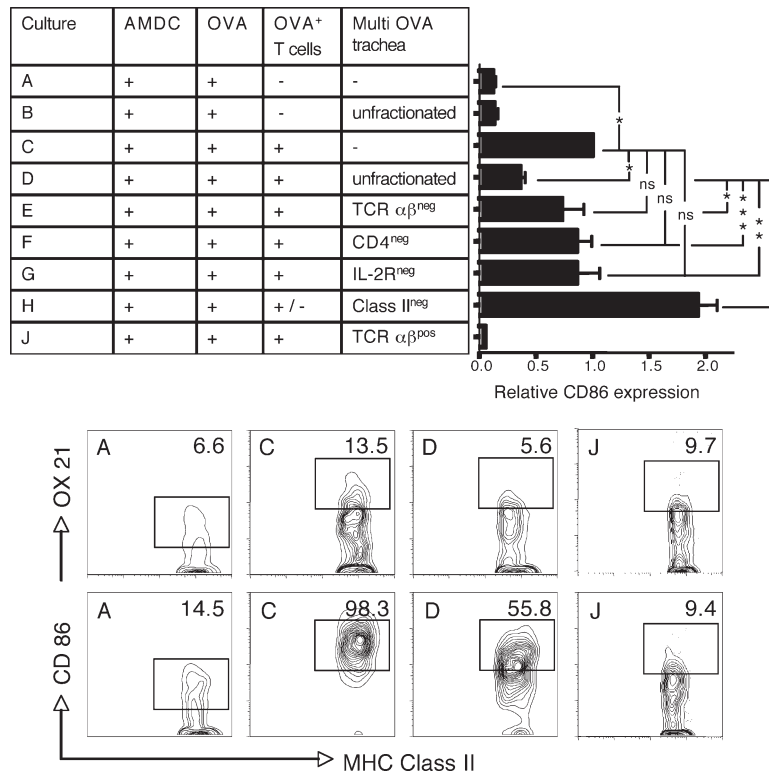 Culture AMDC OVA OVA⁺ T cells Multi OVA trachea
A + + - -
B + + - unfractionated
C + + + -
D + + + unfractionated
E + + + TCR αβⁿᵉᵍ
F + + + CD4ⁿᵉᵍ
G + + + IL-2Rⁿᵉᵍ
H + + + / - Class IIⁿᵉᵍ
J + + + TCR αβᵖᵒˢ
*
*
ns
ns
ns
*
* * *
* *
0.0 0.5 1.0 1.5 2.0
Relative CD86 expression
OX 21
A 6.6
C 13.5
D 5.6
J 9.7
CD 86
A 14.5
C 98.3
D 55.8
J 9.4
MHC Class II